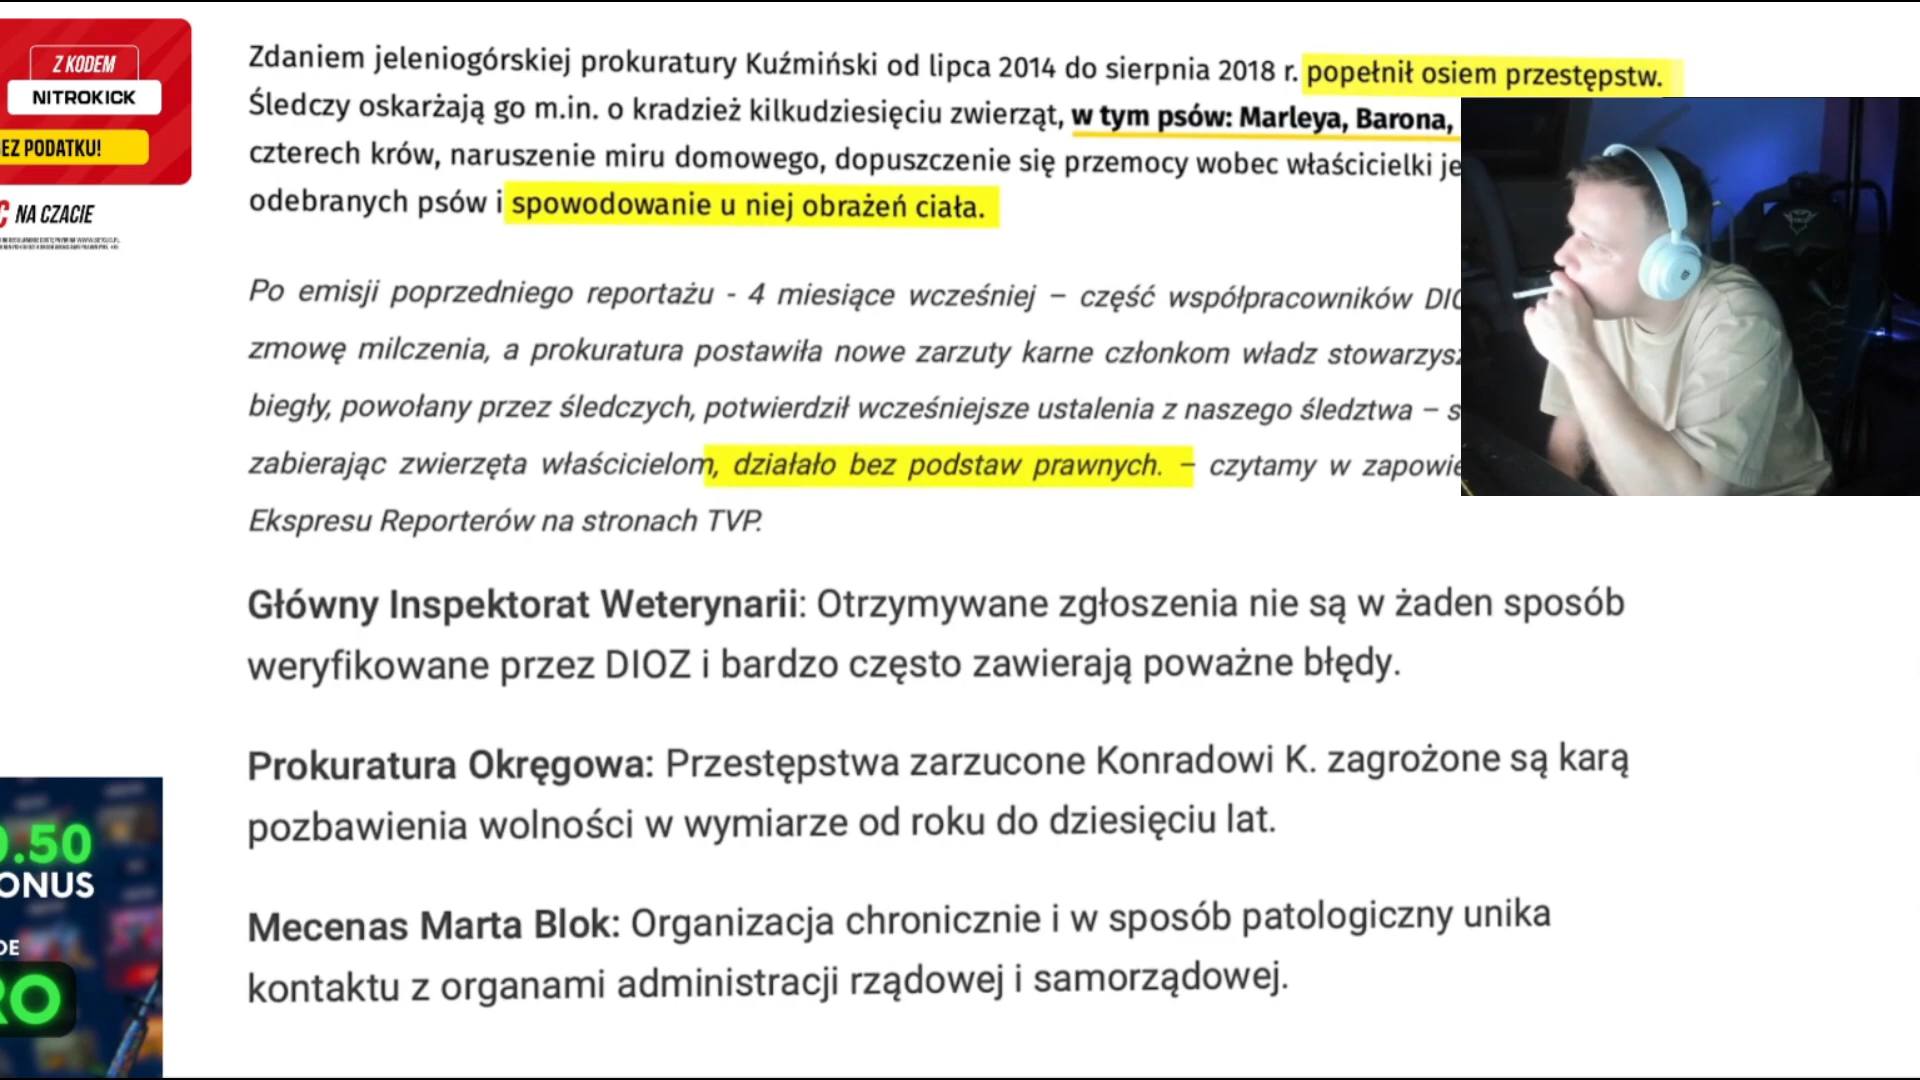 Z KODEM
NITROKICK
EZ PODATKU!
NA CZACIE
Zdaniem jeleniogórskiej prokuratury Kuźmiński od lipca 2014 do sierpnia 2018 r. popełnił osiem przestępstw.
Śledczy oskarżają go m.in. o kradzież kilkudziesięciu zwierząt, w tym psów: Marleya, Barona,
czterech krów, naruszenie miru domowego, dopuszczenie się przemocy wobec właścicielki je
odebranych psów i spowodowanie u niej obrażeń ciała.
Po emisji poprzedniego reportażu - 4 miesiące wcześniej – część współpracowników DIO
zmowę milczenia, a prokuratura postawiła nowe zarzuty karne członkom władz stowarzysz
biegły, powołany przez śledczych, potwierdził wcześniejsze ustalenia z naszego śledztwa – s
zabierając zwierzęta właścicielom, działało bez podstaw prawnych. – czytamy w zapowie
Ekspresu Reporterów na stronach TVP.
Główny Inspektorat Weterynarii: Otrzymywane zgłoszenia nie są w żaden sposób
weryfikowane przez DIOZ i bardzo często zawierają poważne błędy.
Prokuratura Okręgowa: Przestępstwa zarzucone Konradowi K. zagrożone są karą
pozbawienia wolności w wymiarze od roku do dziesięciu lat.
Mecenas Marta Blok: Organizacja chronicznie i w sposób patologiczny unika
kontaktu z organami administracji rządowej i samorządowej.
0.50
ONUS
DE
RO